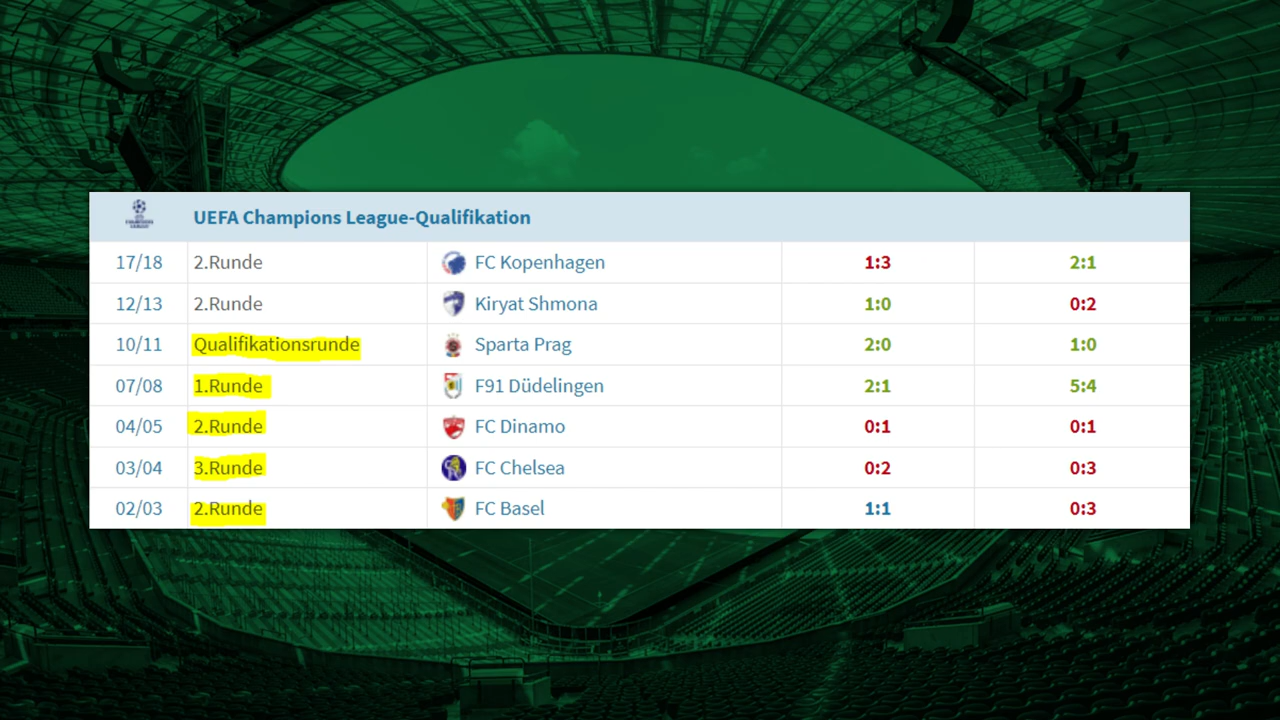 UEFA Champions League-Qualifikation
17/18 2.Runde FC Kopenhagen 1:3 2:1
12/13 2.Runde Kiryat Shmona 1:0 0:2
10/11 Qualifikationsrunde Sparta Prag 2:0 1:0
07/08 1.Runde F91 Düdelingen 2:1 5:4
04/05 2.Runde FC Dinamo 0:1 0:1
03/04 3.Runde FC Chelsea 0:2 0:3
02/03 2.Runde FC Basel 1:1 0:3